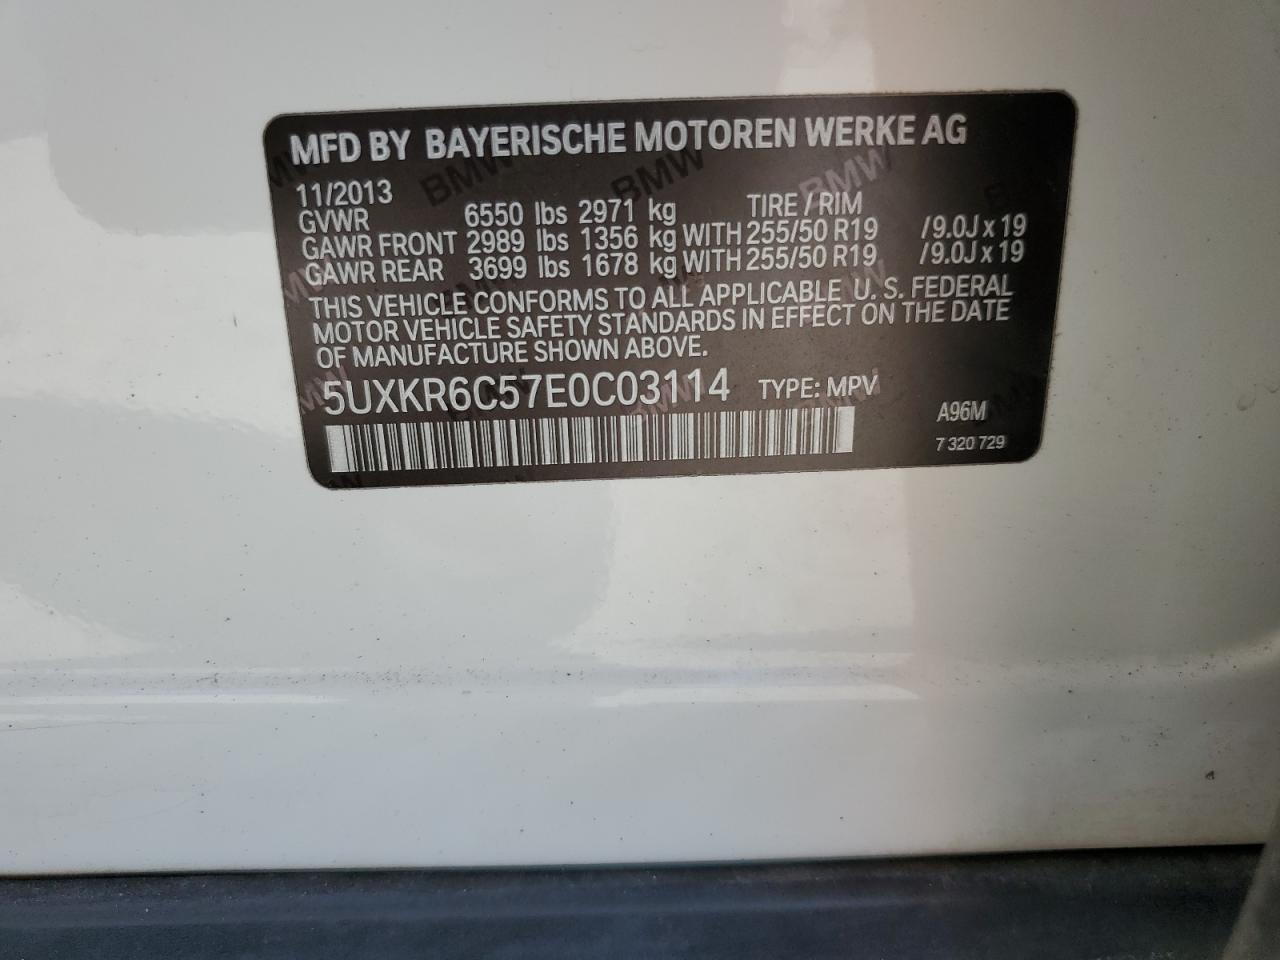 MFD BY BAYERISCHE MOTOREN WERKE AG
11/2013 TIRE / RIM
GVWR 6550 lbs 2971 kg
GAWR FRONT 2989 lbs 1356 kg WITH 255/50 R19 /9.0J x 19
GAWR REAR 3699 lbs 1678 kg WITH 255/50 R19 /9.0J x 19
THIS VEHICLE CONFORMS TO ALL APPLICABLE U. S. FEDERAL
MOTOR VEHICLE SAFETY STANDARDS IN EFFECT ON THE DATE
OF MANUFACTURE SHOWN ABOVE.
5UXKR6C57E0C03114 TYPE: MPV
A96M
7 320 729
BMW
BMW
BMW